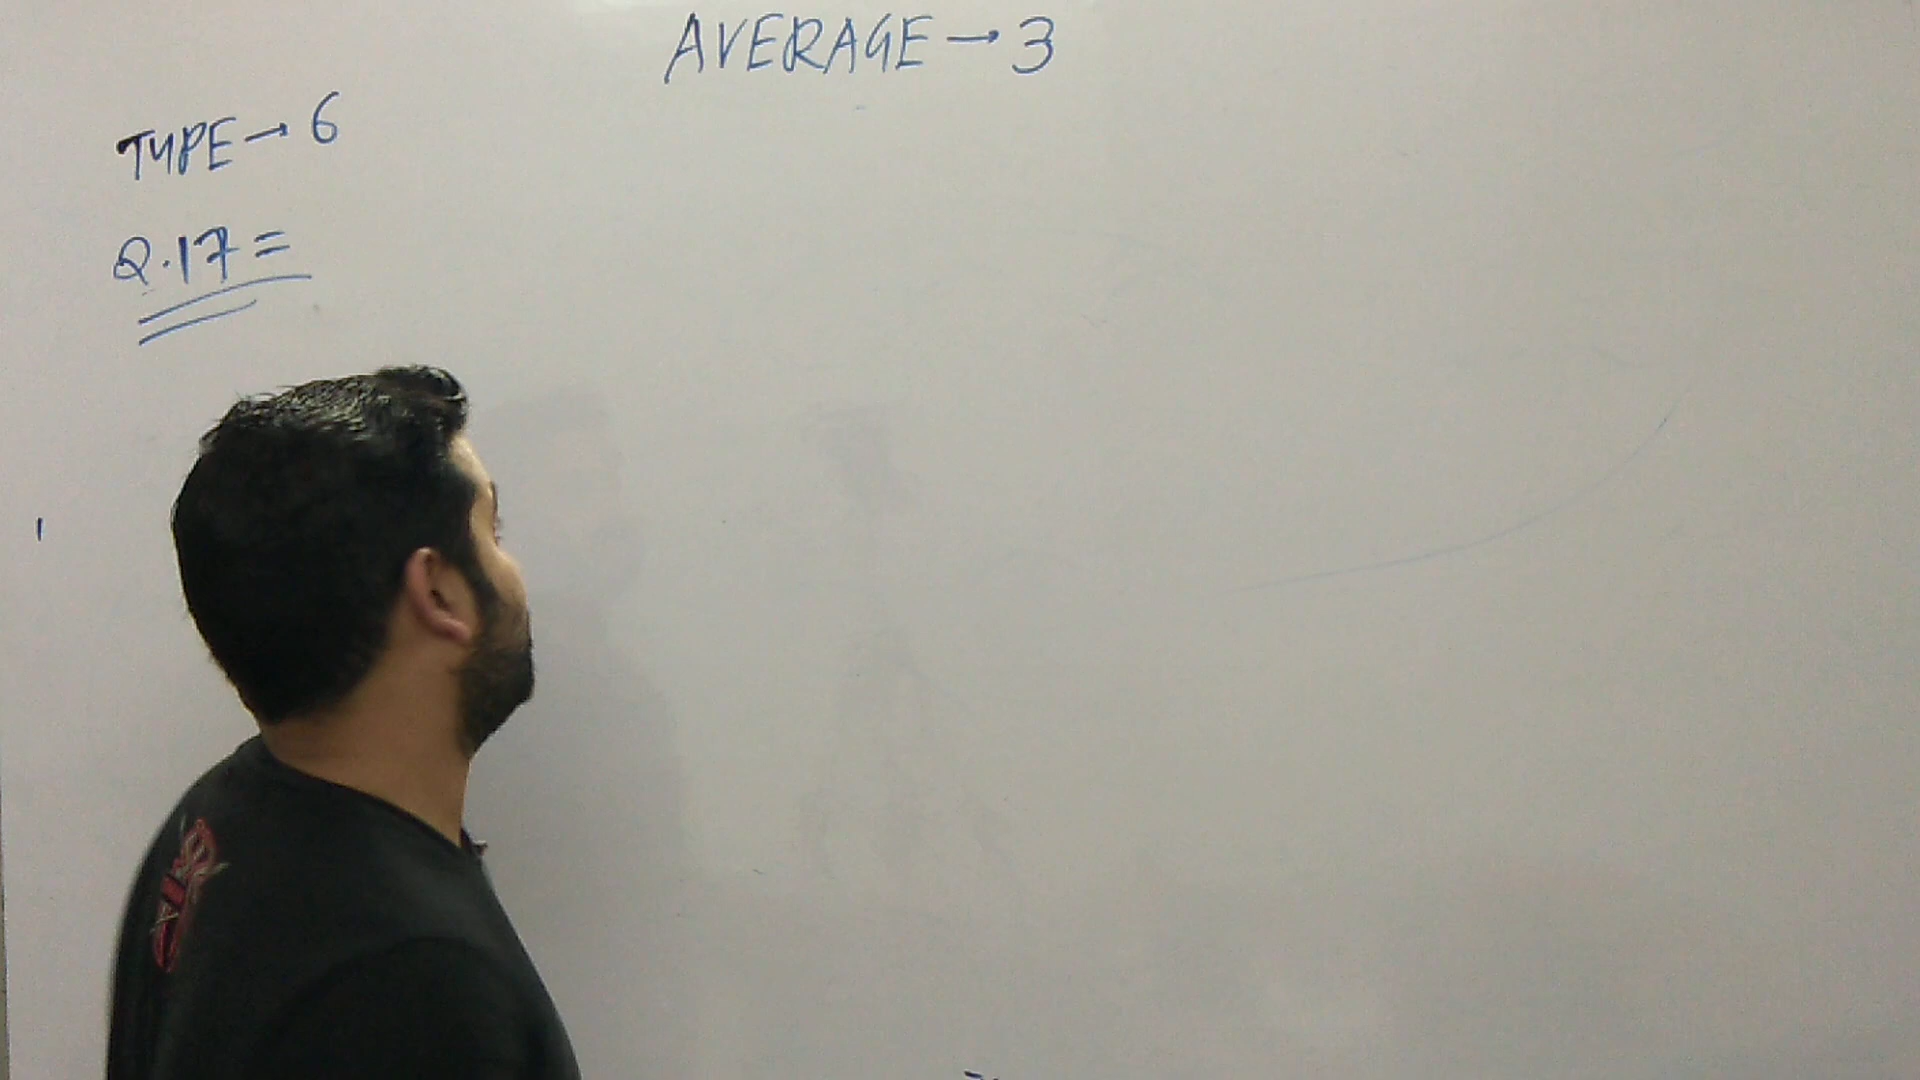 AVERAGE → 3
TYPE → 6
Q.17 =